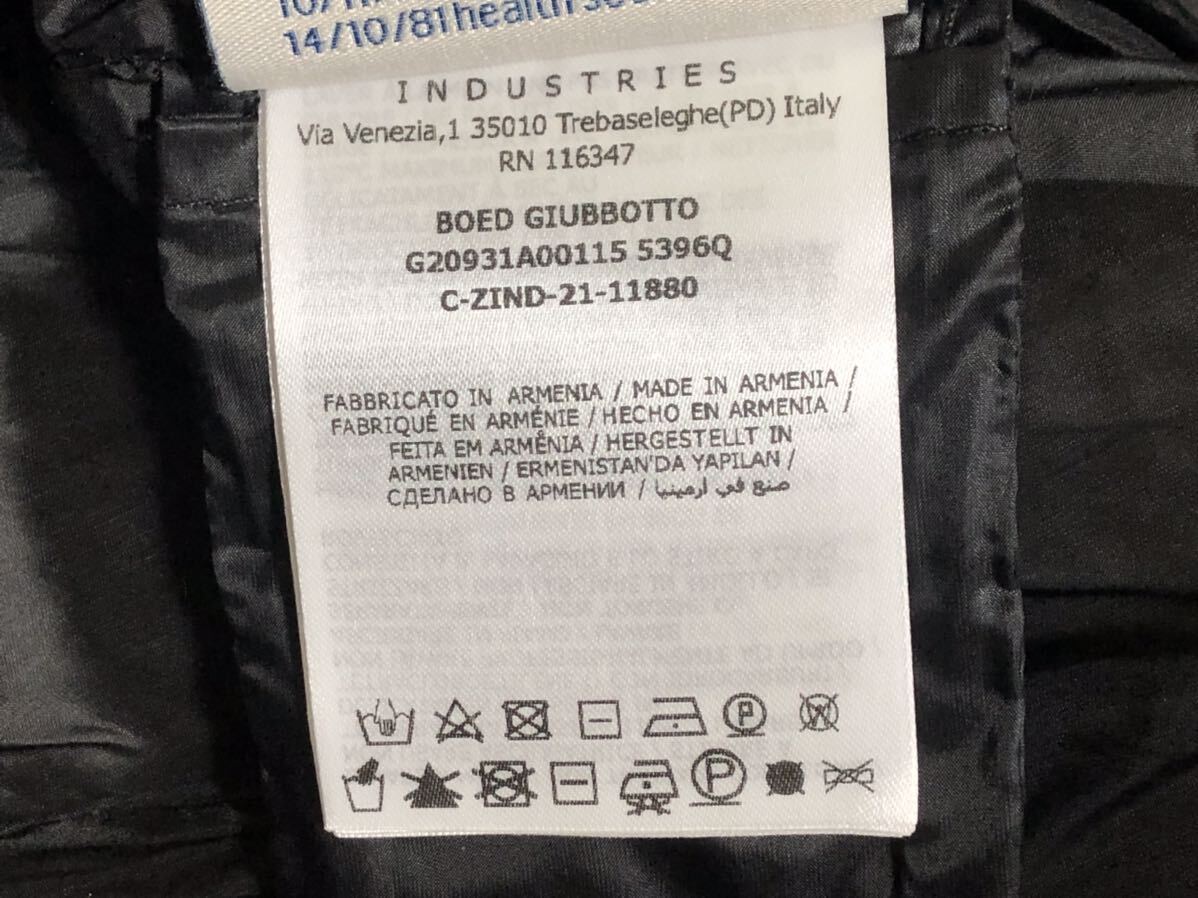 14/10/81 health
INDUSTRIES
Via Venezia,1 35010 Trebaseleghe(PD) Italy
RN 116347
BOED GIUBBOTTO
G20931A00115 5396Q
C-ZIND-21-11880
FABBRICATO IN ARMENIA / MADE IN ARMENIA /
FABRIQUÉ EN ARMÉNIE / HECHO EN ARMENIA /
FEITA EM ARMÊNIA / HERGESTELLT IN
ARMENIEN / ERMENISTAN'DA YAPILAN /
СДЕЛАНО В АРМЕНИИ / صنع في ارمينيا
P
W
P